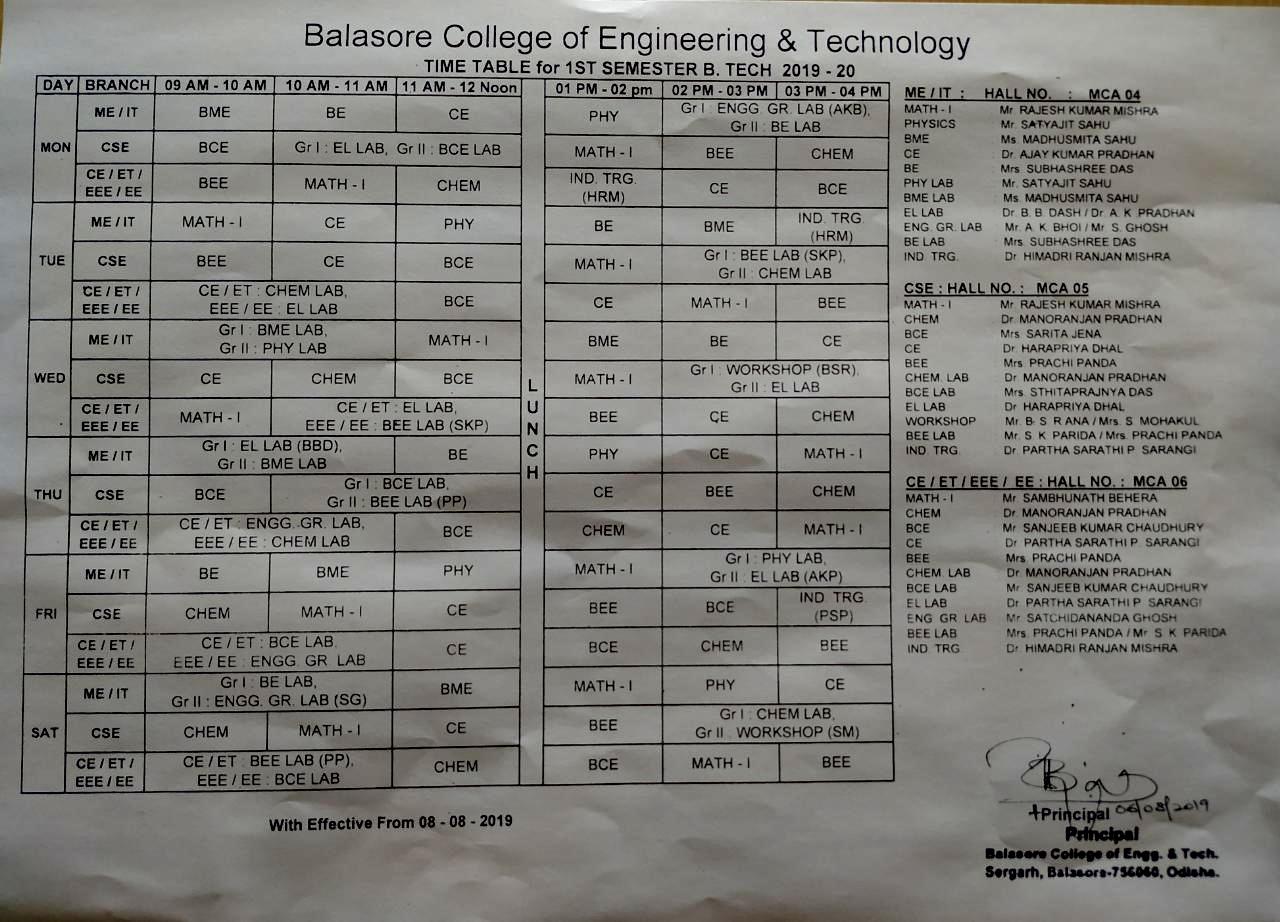 Balasore College of Engineering & Technology
TIME TABLE for 1ST SEMESTER B. TECH 2019 - 20
DAY BRANCH 09 AM - 10 AM 10 AM - 11 AM 11 AM - 12 Noon 01 PM - 02 pm 02 PM - 03 PM 03 PM - 04 PM
MON
ME / IT BME BE CE PHY Gr I : ENGG. GR. LAB (AKB),
Gr II : BE LAB
CSE BCE Gr I : EL LAB, Gr II : BCE LAB MATH - I BEE CHEM
CE / ET / EEE / EE BEE MATH - I CHEM IND. TRG. (HRM) CE BCE
TUE
ME / IT MATH - I CE PHY BE BME IND. TRG. (HRM)
CSE BEE CE BCE MATH - I Gr I : BEE LAB (SKP),
Gr II : CHEM LAB
CE / ET / EEE / EE CE / ET : CHEM LAB,
EEE / EE : EL LAB BCE CE MATH - I BEE
WED
ME / IT Gr I : BME LAB,
Gr II : PHY LAB MATH - I BME BE CE
CSE CE CHEM BCE MATH - I Gr I : WORKSHOP (BSR),
Gr II : EL LAB
CE / ET / EEE / EE MATH - I CE / ET : EL LAB,
EEE / EE : BEE LAB (SKP) BEE CE CHEM
LUNCH
THU
ME / IT Gr I : EL LAB (BBD),
Gr II : BME LAB BE PHY CE MATH - I
CSE BCE Gr I : BCE LAB,
Gr II : BEE LAB (PP) CE BEE CHEM
CE / ET / EEE / EE CE / ET : ENGG. GR. LAB,
EEE / EE : CHEM LAB BCE CHEM CE MATH - I
FRI
ME / IT BE BME PHY MATH - I Gr I : PHY LAB,
Gr II : EL LAB (AKP)
CSE CHEM MATH - I CE BEE BCE IND TRG (PSP)
CE / ET / EEE / EE CE / ET : BCE LAB,
EEE / EE : ENGG. GR LAB CE BCE CHEM BEE
SAT
ME / IT Gr I : BE LAB,
Gr II : ENGG. GR. LAB (SG) BME MATH - I PHY CE
CSE CHEM MATH - I CE BEE Gr I : CHEM LAB,
Gr II : WORKSHOP (SM)
CE / ET / EEE / EE CE / ET : BEE LAB (PP),
EEE / EE : BCE LAB CHEM BCE MATH - I BEE
With Effective From 08 - 08 - 2019
ME / IT : HALL NO. : MCA 04
MATH - I Mr RAJESH KUMAR MISHRA
PHYSICS Mr. SATYAJIT SAHU
BME Ms. MADHUSMITA SAHU
CE Dr. AJAY KUMAR PRADHAN
BE Mrs SUBHASHREE DAS
PHY LAB Mr. SATYAJIT SAHU
BME LAB Ms. MADHUSMITA SAHU
EL LAB Dr. B. B. DASH / Dr. A. K PRADHAN
ENG. GR. LAB Mr. A. K. BHOI / Mr. S. GHOSH
BE LAB Mrs. SUBHASHREE DAS
IND. TRG. Dr HIMADRI RANJAN MISHRA
CSE : HALL NO. : MCA 05
MATH - I Mr. RAJESH KUMAR MISHRA
CHEM Dr. MANORANJAN PRADHAN
BCE Mrs SARITA JENA
CE Dr. HARAPRIYA DHAL
BEE Mrs. PRACHI PANDA
CHEM. LAB Dr. MANORANJAN PRADHAN
BCE LAB Mrs. STHITAPRAJNYA DAS
EL LAB Dr HARAPRIYA DHAL
WORKSHOP Mr. B S RANA / Mrs. S MOHAKUL
BEE LAB Mr. S. K PARIDA / Mrs. PRACHI PANDA
IND. TRG. Dr. PARTHA SARATHI P. SARANGI
CE / ET / EEE / EE : HALL NO. : MCA 06
MATH - I Mr. SAMBHUNATH BEHERA
CHEM Dr. MANORANJAN PRADHAN
BCE Mr SANJEEB KUMAR CHAUDHURY
CE Dr PARTHA SARATHI P. SARANGI
BEE Mrs. PRACHI PANDA
CHEM. LAB Dr. MANORANJAN PRADHAN
BCE LAB Mr. SANJEEB KUMAR CHAUDHURY
EL LAB Dr. PARTHA SARATHI P SARANGI
ENG GR LAB Mr. SATCHIDANANDA GHOSH
BEE LAB Mrs. PRACHI PANDA / Mr S K PARIDA
IND TRG Dr HIMADRI RANJAN MISHRA
06/08/2019
Principal
Principal
Balasore College of Engg. & Tech.
Sergarh, Balasore-756060, Odisha.